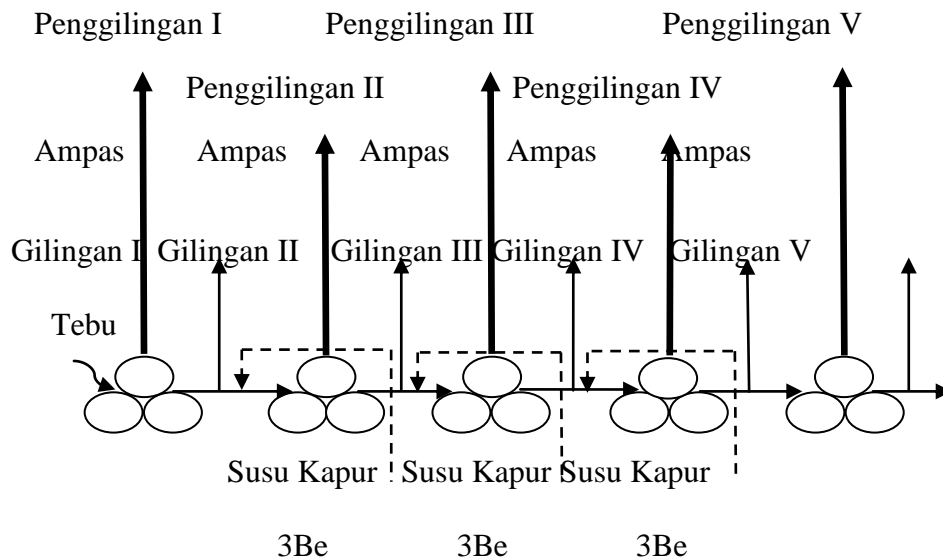 Penggilingan I Penggilingan III Penggilingan V
Penggilingan II Penggilingan IV
Ampas Ampas Ampas Ampas Ampas
Gilingan I Gilingan II Gilingan III Gilingan IV Gilingan V
Tebu
Susu Kapur Susu Kapur Susu Kapur
3Be 3Be 3Be